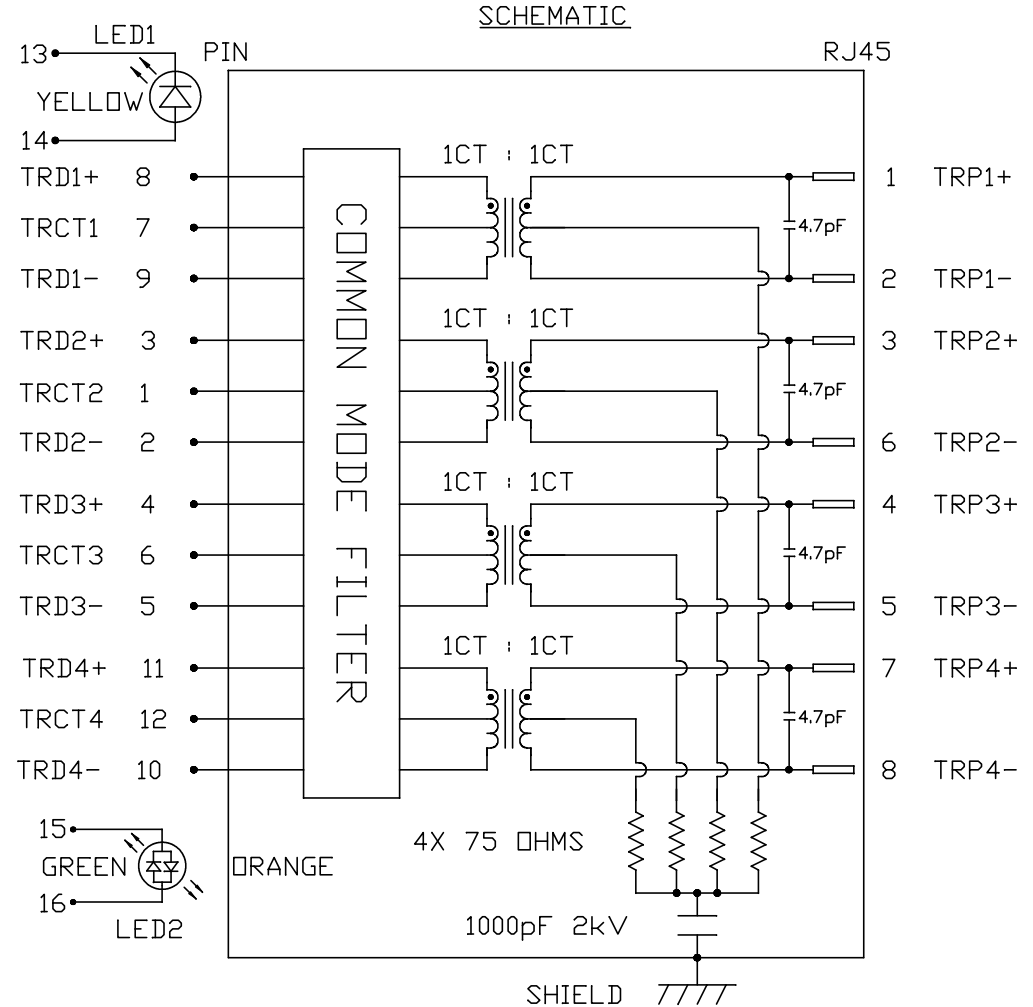 SCHEMATIC
LED1
13
PIN
RJ45
YELLOW
14
1CT : 1CT
TRD1+ 8
1 TRP1+
TRCT1 7
4.7pF
TRD1- 9
2 TRP1-
1CT : 1CT
TRD2+ 3
3 TRP2+
TRCT2 1
4.7pF
TRD2- 2
6 TRP2-
1CT : 1CT
TRD3+ 4
4 TRP3+
TRCT3 6
4.7pF
TRD3- 5
5 TRP3-
1CT : 1CT
TRD4+ 11
7 TRP4+
TRCT4 12
4.7pF
TRD4- 10
8 TRP4-
COMMON MODE FILTER
15
4X 75 OHMS
GREEN
ORANGE
16
LED2
1000pF 2kV
SHIELD